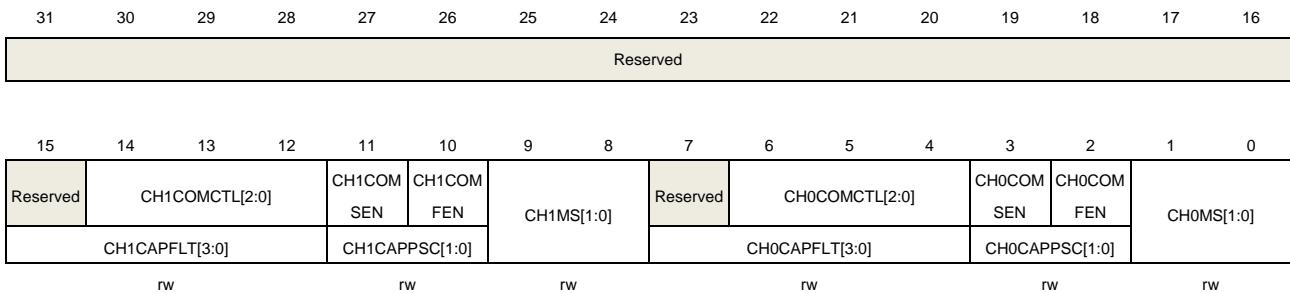 31 30 29 28 27 26 25 24 23 22 21 20 19 18 17 16
Reserved
15 14 13 12 11 10 9 8 7 6 5 4 3 2 1 0
Reserved CH1COMCTL[2:0] CH1COM SEN CH1COM FEN CH1MS[1:0] Reserved CH0COMCTL[2:0] CH0COM SEN CH0COM FEN CH0MS[1:0]
CH1CAPFLT[3:0] CH1CAPPSC[1:0] CH0CAPFLT[3:0] CH0CAPPSC[1:0]
rw rw rw rw rw rw